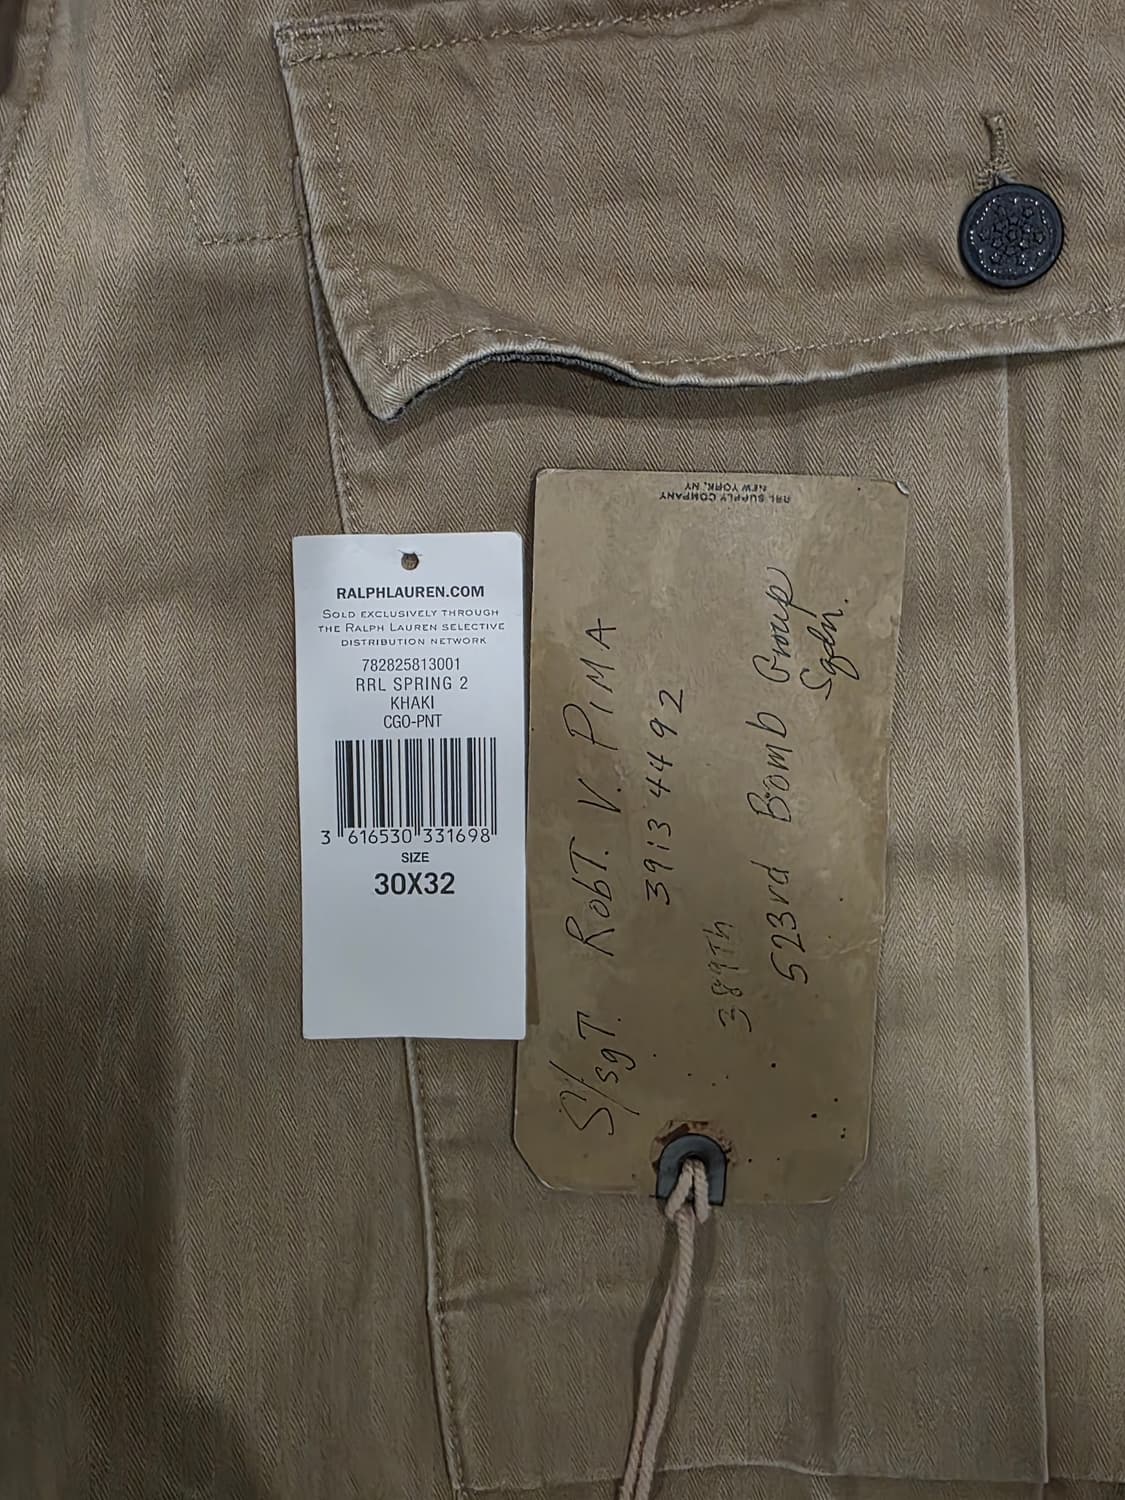 RALPHLAUREN.COM
SOLD EXCLUSIVELY THROUGH
THE RALPH LAUREN SELECTIVE
DISTRIBUTION NETWORK
782825813001
RRL SPRING 2
KHAKI
CGO-PNT
3 616530 331698
SIZE
30X32
RRL SUPPLY COMPANY
NEW YORK, NY
S/sgT. RobT. V. PIMA
3913 4492
389Th
523rd Bomb Group
Sqdn.